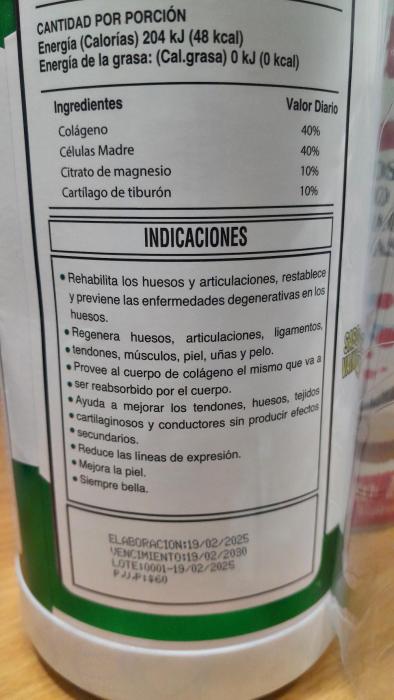 CANTIDAD POR PORCIÓN
Energía (Calorías) 204 kJ (48 kcal)
Energía de la grasa: (Cal.grasa) 0 kJ (0 kcal)
Ingredientes Valor Diario
Colágeno 40%
Células Madre 40%
Citrato de magnesio 10%
Cartílago de tiburón 10%
INDICACIONES
• Rehabilita los huesos y articulaciones, restablece
y previene las enfermedades degenerativas en los
huesos.
• Regenera huesos, articulaciones, ligamentos,
• tendones, músculos, piel, uñas y pelo.
• Provee al cuerpo de colágeno el mismo que va a
• ser reabsorbido por el cuerpo.
• Ayuda a mejorar los tendones, huesos, tejidos
• cartilaginosos y conductores sin producir efectos
• secundarios.
• Reduce las líneas de expresión.
• Mejora la piel.
• Siempre bella.
ELABORACION:19/02/2025
VENCIMIENTO:19/02/2030
LOTE:0001-19/02/2025